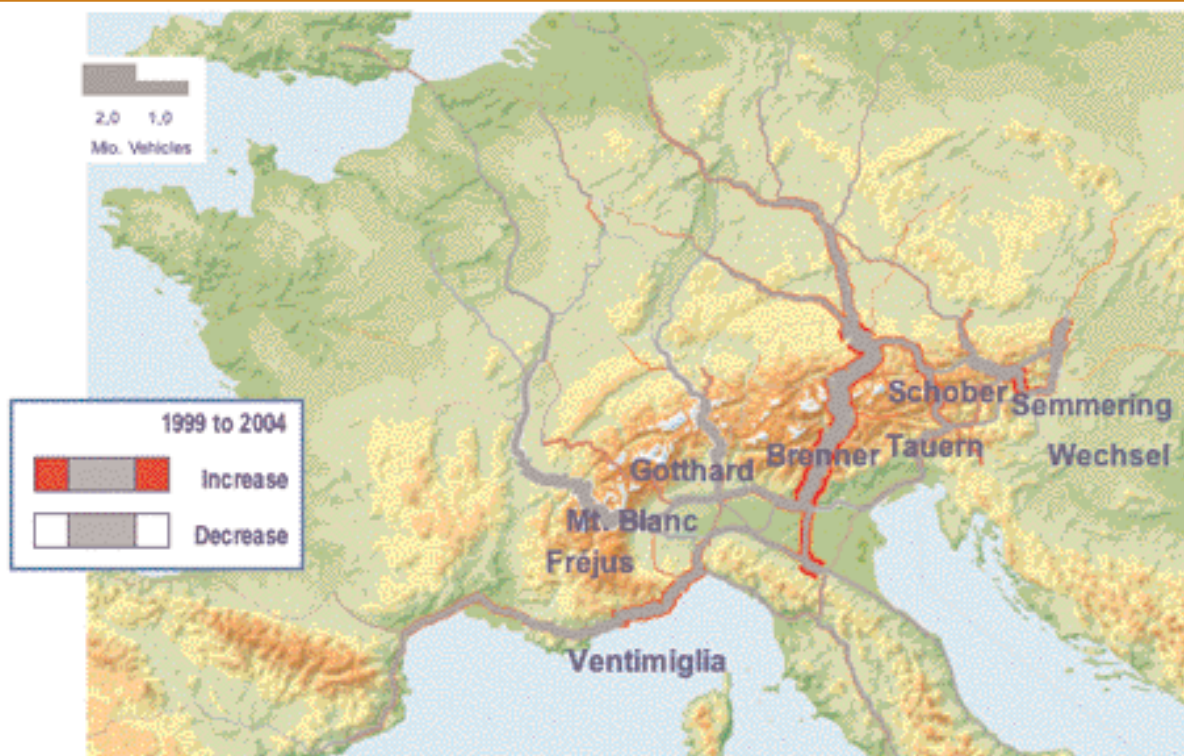 2,0 1,0
Mio. Vehicles
1999 to 2004
Increase
Decrease
Schober
Semmering
Tauern
Wechsel
Brenner
Gotthard
Mt. Blanc
Fréjus
Ventimiglia